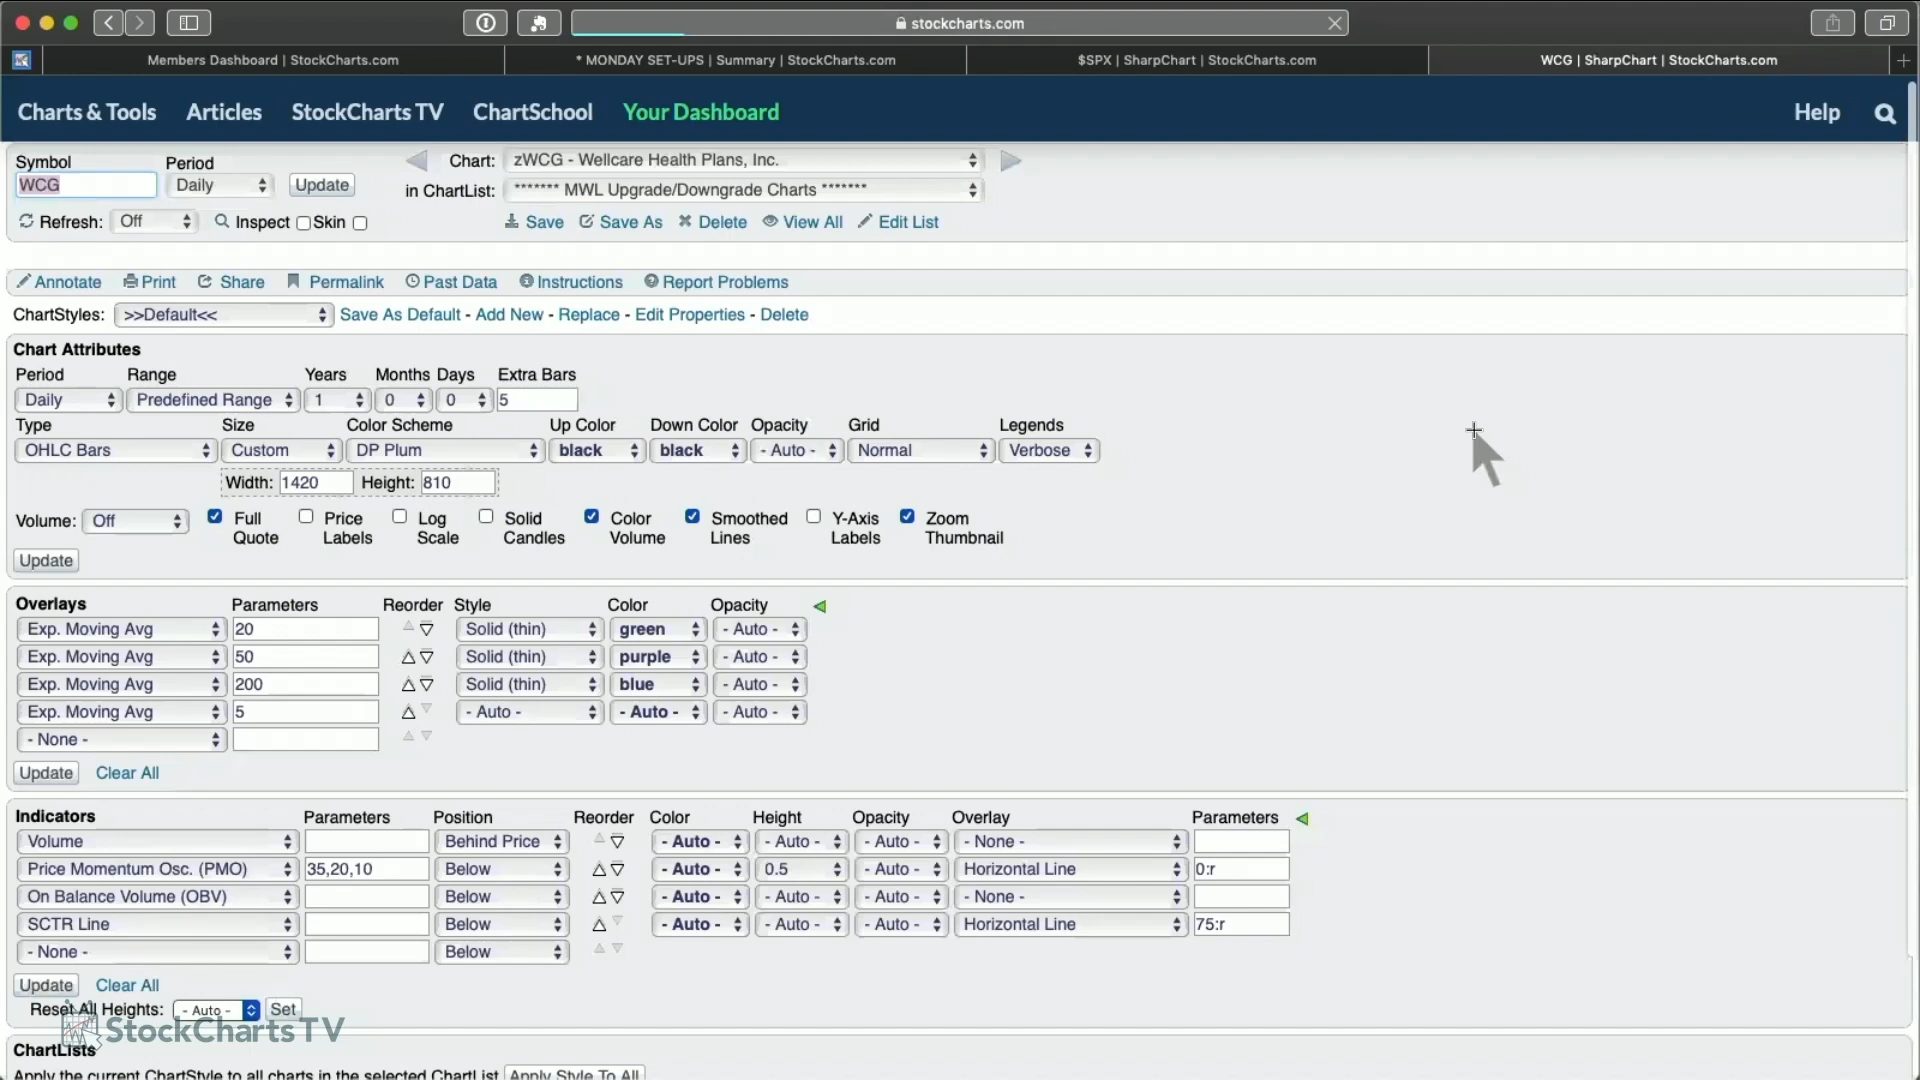 stockcharts.com
Members Dashboard | StockCharts.com
* MONDAY SET-UPS | Summary | StockCharts.com
$SPX | SharpChart | StockCharts.com
WCG | SharpChart | StockCharts.com
Charts & Tools Articles StockCharts TV ChartSchool Your Dashboard Help
Symbol Period Chart: zWCG - Wellcare Health Plans, Inc.
WCG Daily Update in ChartList: ******* MWL Upgrade/Downgrade Charts *******
Refresh: Off Inspect Skin Save Save As Delete View All Edit List
Annotate Print Share Permalink Past Data Instructions Report Problems
ChartStyles: >>Default<< Save As Default - Add New - Replace - Edit Properties - Delete
Chart Attributes
Period Range Years Months Days Extra Bars
Daily Predefined Range 1 0 0 5
Type Size Color Scheme Up Color Down Color Opacity Grid Legends
OHLC Bars Custom DP Plum black black - Auto - Normal Verbose
Width: 1420 Height: 810
Volume: Off Full Quote Price Labels Log Scale Solid Candles Color Volume Smoothed Lines Y-Axis Labels Zoom Thumbnail
Update
Overlays Parameters Reorder Style Color Opacity
Exp. Moving Avg 20 Solid (thin) green - Auto -
Exp. Moving Avg 50 Solid (thin) purple - Auto -
Exp. Moving Avg 200 Solid (thin) blue - Auto -
Exp. Moving Avg 5 - Auto - - Auto - - Auto -
- None -
Update Clear All
Indicators Parameters Position Reorder Color Height Opacity Overlay Parameters
Volume Behind Price - Auto - - Auto - - Auto - - None -
Price Momentum Osc. (PMO) 35,20,10 Below - Auto - 0.5 - Auto - Horizontal Line 0:r
On Balance Volume (OBV) Below - Auto - - Auto - - Auto - - None -
SCTR Line Below - Auto - - Auto - - Auto - Horizontal Line 75:r
- None - Below
Update Clear All
Reset All Heights: - Auto - Set
StockCharts TV
ChartLists
Apply the current ChartStyle to all charts in the selected ChartList Apply Style To All